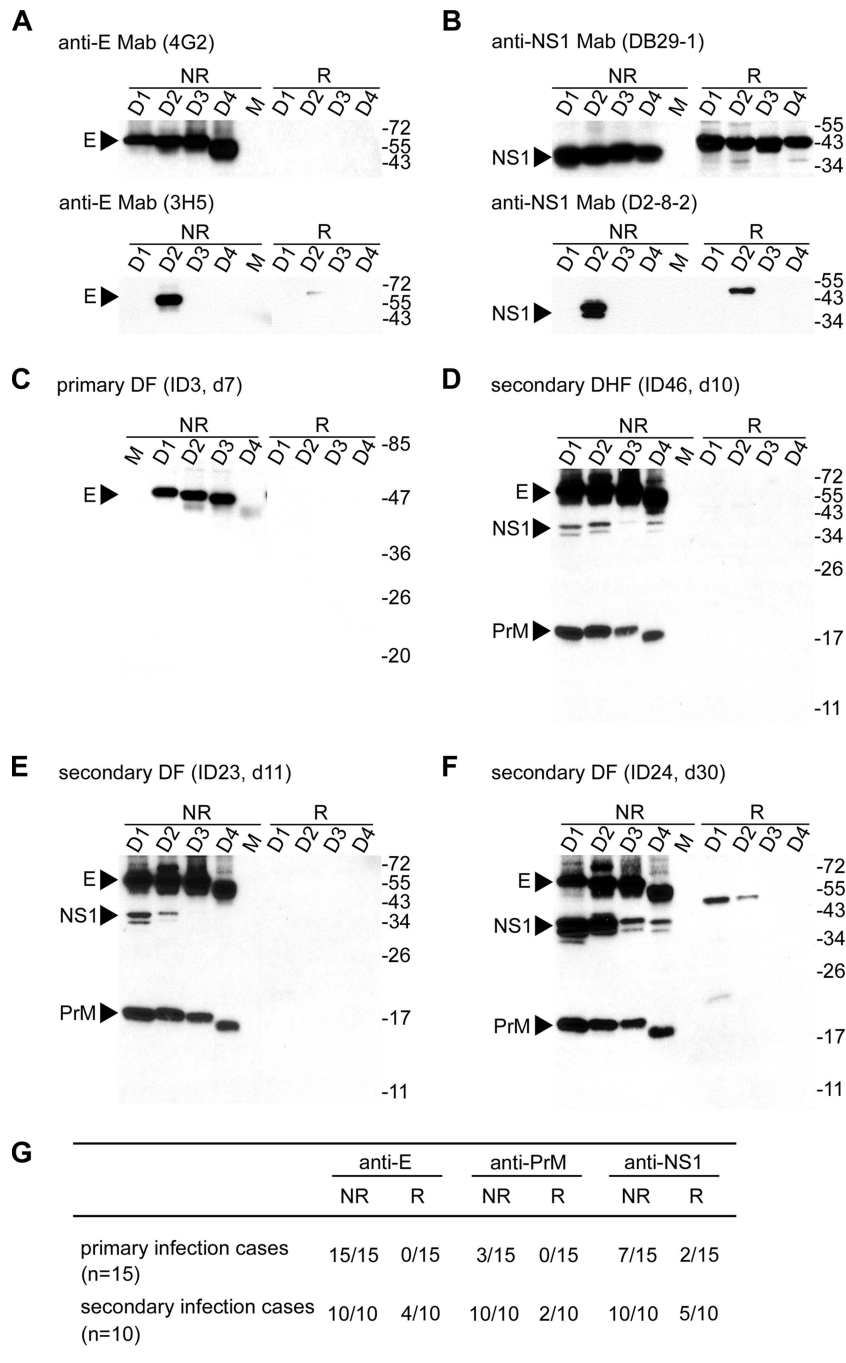 A
anti-E Mab (4G2)
NR R
D1 D2 D3 D4 M D1 D2 D3 D4
E
-72
-55
-43
anti-E Mab (3H5)
NR R
D1 D2 D3 D4 M D1 D2 D3 D4
E
-72
-55
-43
B
anti-NS1 Mab (DB29-1)
NR R
D1 D2 D3 D4 M D1 D2 D3 D4
NS1
-55
-43
-34
anti-NS1 Mab (D2-8-2)
NR R
D1 D2 D3 D4 M D1 D2 D3 D4
NS1
-55
-43
-34
C
primary DF (ID3, d7)
NR R
M D1 D2 D3 D4 D1 D2 D3 D4
E
-85
-47
-36
-26
-20
D
secondary DHF (ID46, d10)
NR R
D1 D2 D3 D4 M D1 D2 D3 D4
E
NS1
PrM
-72
-55
-43
-34
-26
-17
-11
E
secondary DF (ID23, d11)
NR R
D1 D2 D3 D4 M D1 D2 D3 D4
E
NS1
PrM
-72
-55
-43
-34
-26
-17
-11
F
secondary DF (ID24, d30)
NR R
D1 D2 D3 D4 M D1 D2 D3 D4
E
NS1
PrM
-72
-55
-43
-34
-26
-17
-11
G
anti-E anti-PrM anti-NS1
NR R NR R NR R
primary infection cases 15/15 0/15 3/15 0/15 7/15 2/15
(n=15)
secondary infection cases 10/10 4/10 10/10 2/10 10/10 5/10
(n=10)